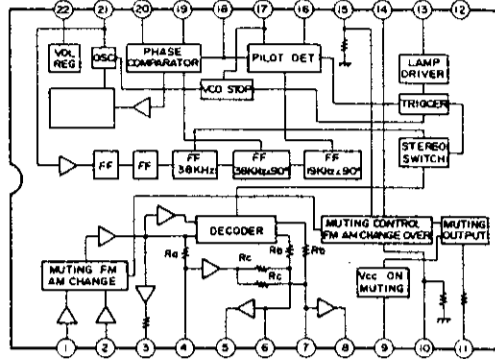 22 21 20 19 18 17 16 15 14 13 12
VOL
REG
OSC
PHASE
COMPARATOR
PILOT DET
LAMP
DRIVER
VCO STOP
TRIGGER
STEREO
SWITCH
FF
FF
FF
38KHz
FF
38KHz∠90°
FF
19KHz∠90°
DECODER
MUTING CONTROL
FM AM CHANGE OVER
MUTING
OUTPUT
MUTING FM
AM CHANGE
Ra
Rc
Rc
Rb
Rb
Vcc ON
MUTING
1 2 3 4 5 6 7 8 9 10 11